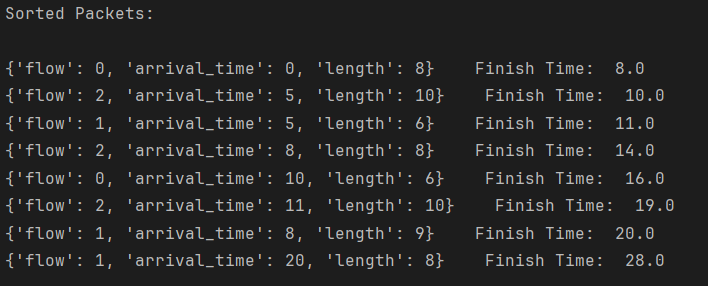 Sorted Packets:
{'flow': 0, 'arrival_time': 0, 'length': 8}    Finish Time:  8.0
{'flow': 2, 'arrival_time': 5, 'length': 10}    Finish Time:  10.0
{'flow': 1, 'arrival_time': 5, 'length': 6}    Finish Time:  11.0
{'flow': 2, 'arrival_time': 8, 'length': 8}    Finish Time:  14.0
{'flow': 0, 'arrival_time': 10, 'length': 6}    Finish Time:  16.0
{'flow': 2, 'arrival_time': 11, 'length': 10}    Finish Time:  19.0
{'flow': 1, 'arrival_time': 8, 'length': 9}    Finish Time:  20.0
{'flow': 1, 'arrival_time': 20, 'length': 8}    Finish Time:  28.0